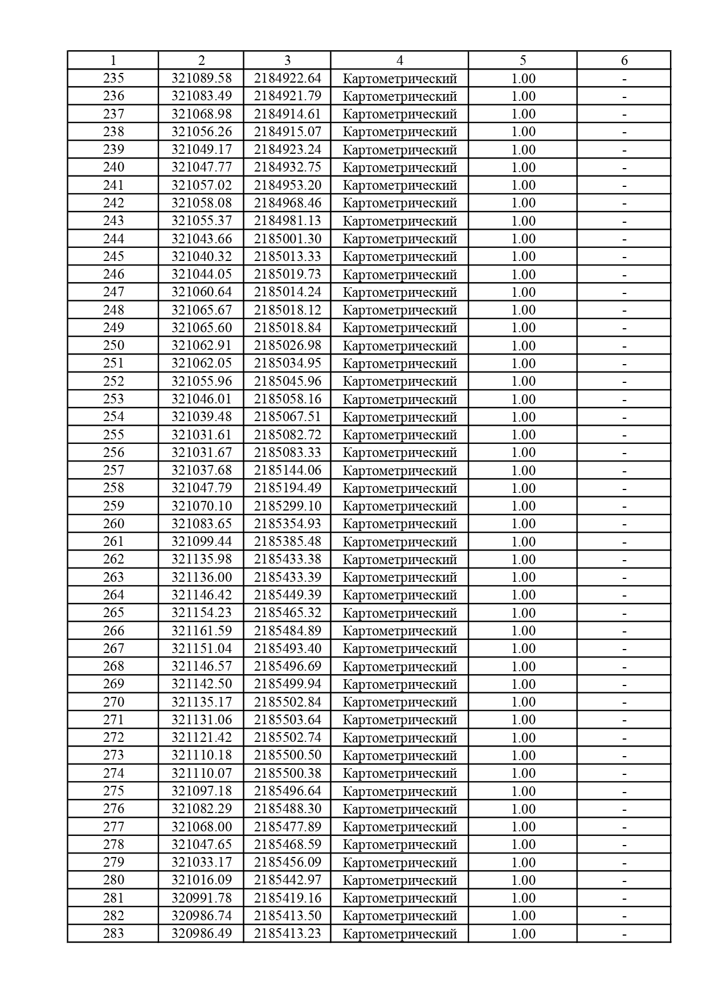 1 2 3 4 5 6
235 321089.58 2184922.64 Картометрический 1.00 -
236 321083.49 2184921.79 Картометрический 1.00 -
237 321068.98 2184914.61 Картометрический 1.00 -
238 321056.26 2184915.07 Картометрический 1.00 -
239 321049.17 2184923.24 Картометрический 1.00 -
240 321047.77 2184932.75 Картометрический 1.00 -
241 321057.02 2184953.20 Картометрический 1.00 -
242 321058.08 2184968.46 Картометрический 1.00 -
243 321055.37 2184981.13 Картометрический 1.00 -
244 321043.66 2185001.30 Картометрический 1.00 -
245 321040.32 2185013.33 Картометрический 1.00 -
246 321044.05 2185019.73 Картометрический 1.00 -
247 321060.64 2185014.24 Картометрический 1.00 -
248 321065.67 2185018.12 Картометрический 1.00 -
249 321065.60 2185018.84 Картометрический 1.00 -
250 321062.91 2185026.98 Картометрический 1.00 -
251 321062.05 2185034.95 Картометрический 1.00 -
252 321055.96 2185045.96 Картометрический 1.00 -
253 321046.01 2185058.16 Картометрический 1.00 -
254 321039.48 2185067.51 Картометрический 1.00 -
255 321031.61 2185082.72 Картометрический 1.00 -
256 321031.67 2185083.33 Картометрический 1.00 -
257 321037.68 2185144.06 Картометрический 1.00 -
258 321047.79 2185194.49 Картометрический 1.00 -
259 321070.10 2185299.10 Картометрический 1.00 -
260 321083.65 2185354.93 Картометрический 1.00 -
261 321099.44 2185385.48 Картометрический 1.00 -
262 321135.98 2185433.38 Картометрический 1.00 -
263 321136.00 2185433.39 Картометрический 1.00 -
264 321146.42 2185449.39 Картометрический 1.00 -
265 321154.23 2185465.32 Картометрический 1.00 -
266 321161.59 2185484.89 Картометрический 1.00 -
267 321151.04 2185493.40 Картометрический 1.00 -
268 321146.57 2185496.69 Картометрический 1.00 -
269 321142.50 2185499.94 Картометрический 1.00 -
270 321135.17 2185502.84 Картометрический 1.00 -
271 321131.06 2185503.64 Картометрический 1.00 -
272 321121.42 2185502.74 Картометрический 1.00 -
273 321110.18 2185500.50 Картометрический 1.00 -
274 321110.07 2185500.38 Картометрический 1.00 -
275 321097.18 2185496.64 Картометрический 1.00 -
276 321082.29 2185488.30 Картометрический 1.00 -
277 321068.00 2185477.89 Картометрический 1.00 -
278 321047.65 2185468.59 Картометрический 1.00 -
279 321033.17 2185456.09 Картометрический 1.00 -
280 321016.09 2185442.97 Картометрический 1.00 -
281 320991.78 2185419.16 Картометрический 1.00 -
282 320986.74 2185413.50 Картометрический 1.00 -
283 320986.49 2185413.23 Картометрический 1.00 -